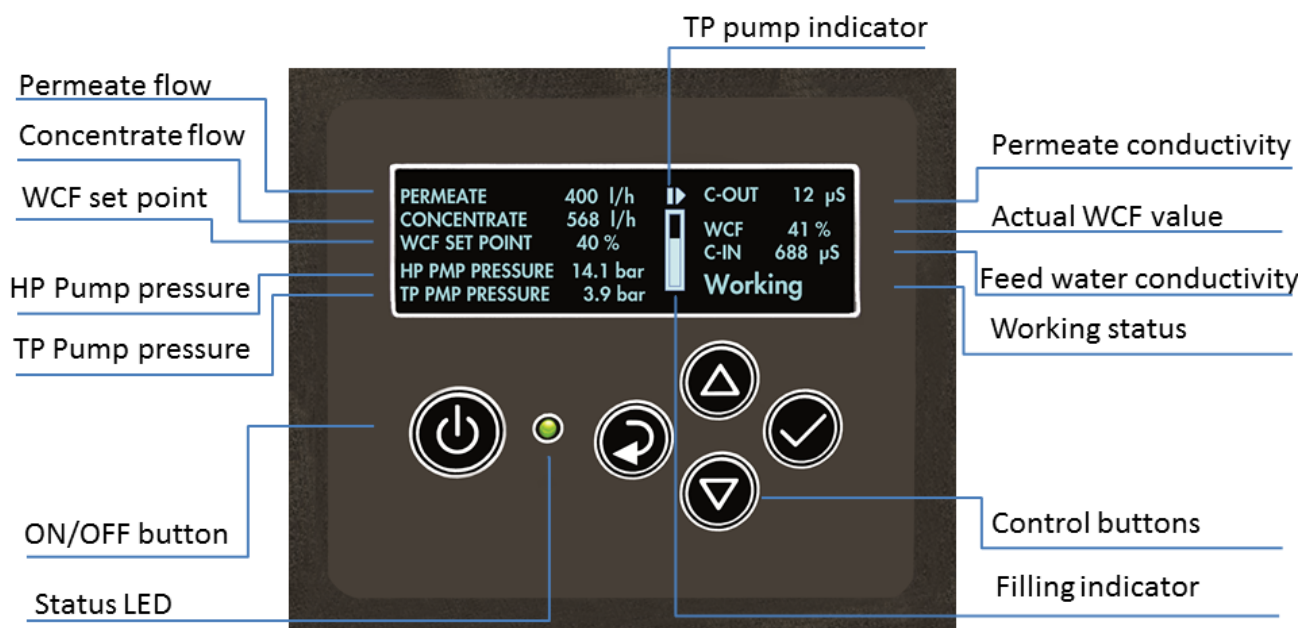 TP pump indicator
Permeate flow
Concentrate flow
WCF set point
HP Pump pressure
TP Pump pressure
ON/OFF button
Status LED
PERMEATE 400 l/h
CONCENTRATE 568 l/h
WCF SET POINT 40 %
HP PMP PRESSURE 14.1 bar
TP PMP PRESSURE 3.9 bar
C-OUT 12 µS
WCF 41 %
C-IN 688 µS
Working
Permeate conductivity
Actual WCF value
Feed water conductivity
Working status
Control buttons
Filling indicator